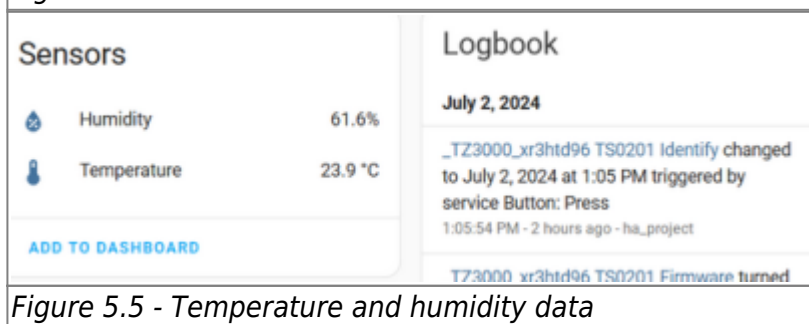 Sensors
Humidity 61.6%
Temperature 23.9 °C
ADD TO DASHBOARD
Logbook
July 2, 2024
_TZ3000_xr3htd96 TS0201 Identify changed
to July 2, 2024 at 1:05 PM triggered by
service Button: Press
1:05:54 PM - 2 hours ago - ha_project
_TZ3000_xr3htd96 TS0201 Firmware turned
Figure 5.5 - Temperature and humidity data